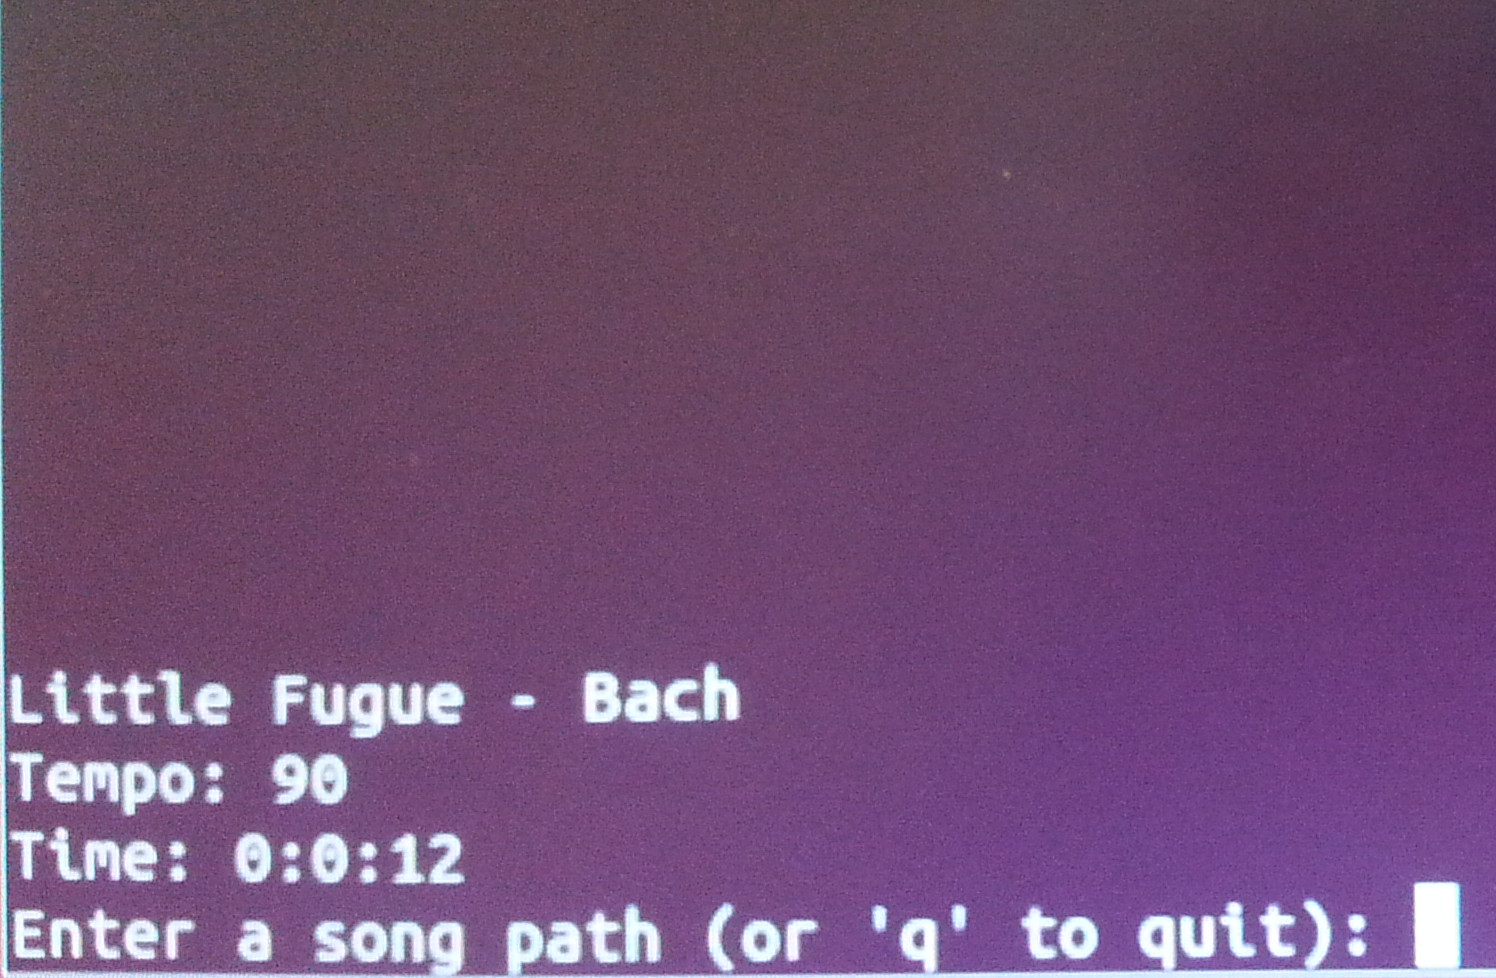 Little Fugue - Bach
Tempo: 90
Time: 0:0:12
Enter a song path (or 'q' to quit):